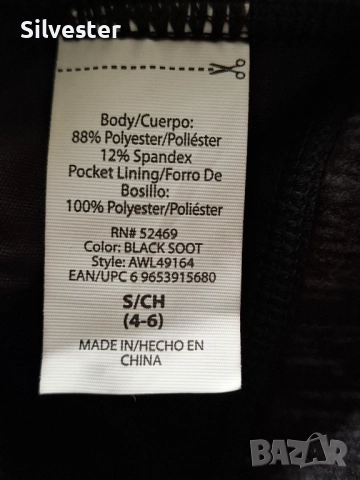 Silvester
Body/Cuerpo:
88% Polyester/Poliéster
12% Spandex
Pocket Lining/Forro De
Bosillo:
100% Polyester/Poliéster
RN# 52469
Color: BLACK SOOT
Style: AWL49164
EAN/UPC 6 9653915680
S/CH
(4-6)
MADE IN/HECHO EN
CHINA
BAZAR